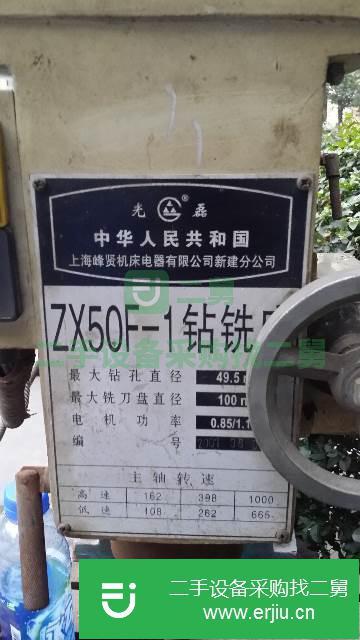 光 ® 磊
中华人民共和国
上海峰贤机床电器有限公司新建分公司
ZX50F-1钻铣
最大钻孔直径 49.5
最大铣刀盘直径 100
电机功率 0.85/1.
编号
主轴转速
高速 162 398 1000
低速 108 262 665
二舅
二手设备采购找二舅
二手设备采购找二舅
www.erjiu.cn